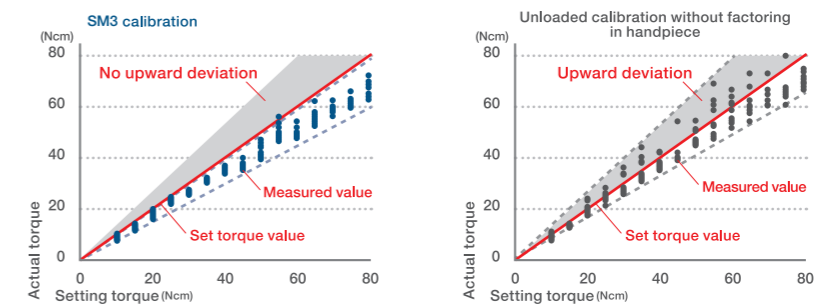 SM3 calibration
(Ncm)
80
60
40
20
0
No upward deviation
Measured value
Set torque value
Actual torque
0 20 40 60 80
Setting torque (Ncm)
Unloaded calibration without factoring
in handpiece
(Ncm)
80
60
40
20
0
Upward deviation
Measured value
Set torque value
Actual torque
0 20 40 60 80
Setting torque (Ncm)